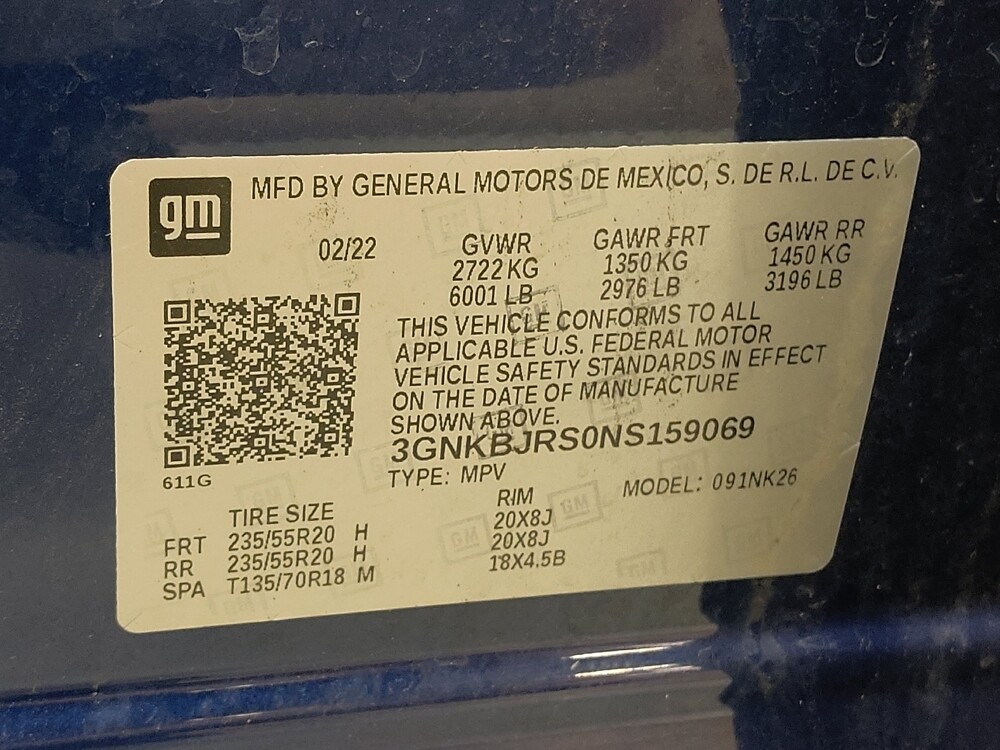 gm MFD BY GENERAL MOTORS DE MEXICO, S. DE R.L. DE C.V.
02/22 GVWR GAWR FRT GAWR RR
2722 KG 1350 KG 1450 KG
6001 LB 2976 LB 3196 LB
THIS VEHICLE CONFORMS TO ALL
APPLICABLE U.S. FEDERAL MOTOR
VEHICLE SAFETY STANDARDS IN EFFECT
ON THE DATE OF MANUFACTURE
SHOWN ABOVE.
3GNKBJRS0NS159069
611G
TYPE: MPV MODEL: 091NK26
TIRE SIZE RIM
FRT 235/55R20 H 20X8J
RR 235/55R20 H 20X8J
SPA T135/70R18 M 18X4.5B